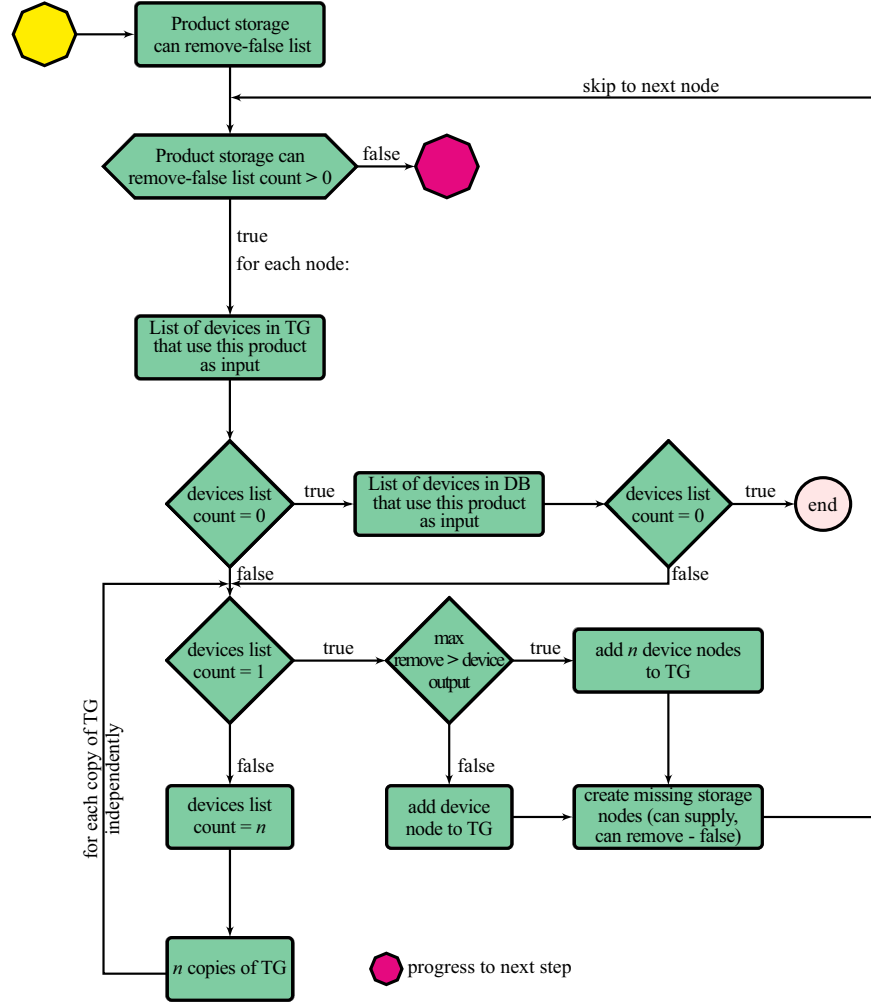 Product storage
can remove-false list
skip to next node
Product storage can
remove-false list count > 0
false
true
for each node:
List of devices in TG
that use this product
as input
devices list
count = 0
true
List of devices in DB
that use this product
as input
devices list
count = 0
true
end
false
false
devices list
count = 1
true
max
remove > device
output
true
add n device nodes
to TG
for each copy of TG
independently
false
false
devices list
count = n
add device
node to TG
create missing storage
nodes (can supply,
can remove - false)
n copies of TG
progress to next step